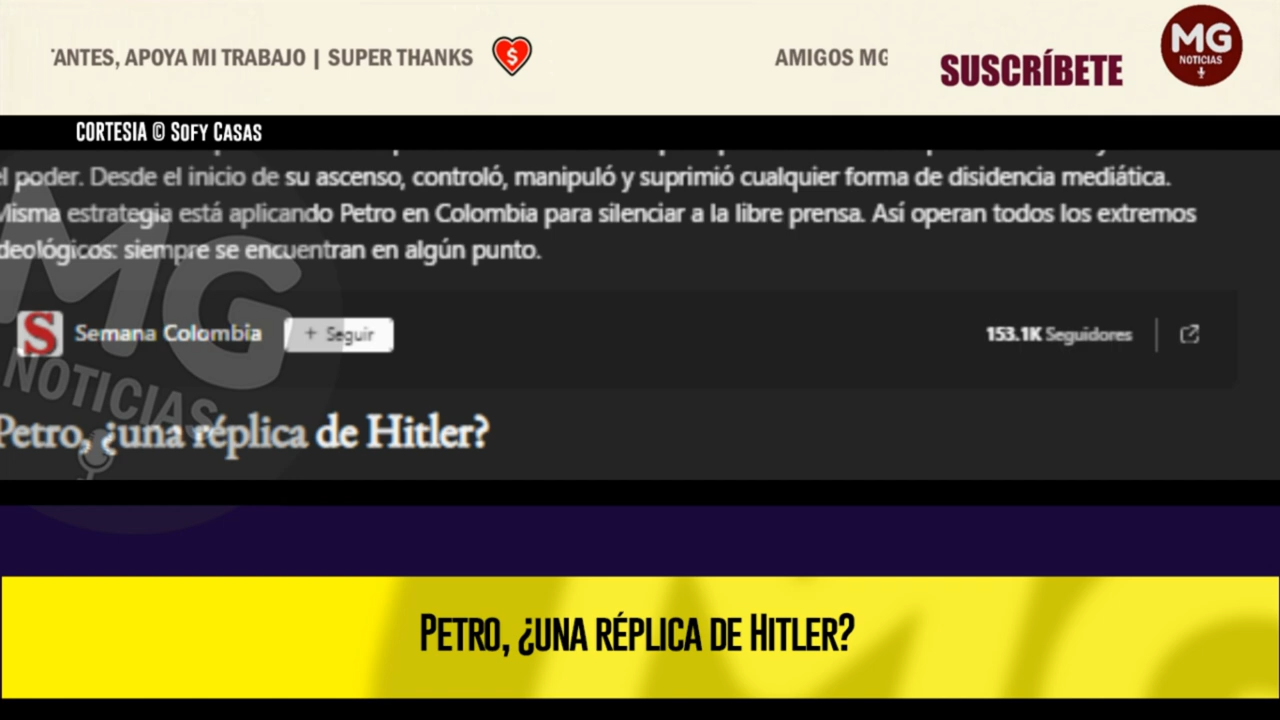 ANTES, APOYA MI TRABAJO | SUPER THANKS
AMIGOS MG
SUSCRÍBETE
MG
NOTICIAS
CORTESIA © SOFY CASAS
el poder. Desde el inicio de su ascenso, controló, manipuló y suprimió cualquier forma de disidencia mediática.
Misma estrategia está aplicando Petro en Colombia para silenciar a la libre prensa. Así operan todos los extremos
deológicos: siempre se encuentran en algún punto.
S
Semana Colombia
+ Seguir
153.1K Seguidores
MG
NOTICIAS
Petro, ¿una réplica de Hitler?
PETRO, ¿UNA RÉPLICA DE HITLER?